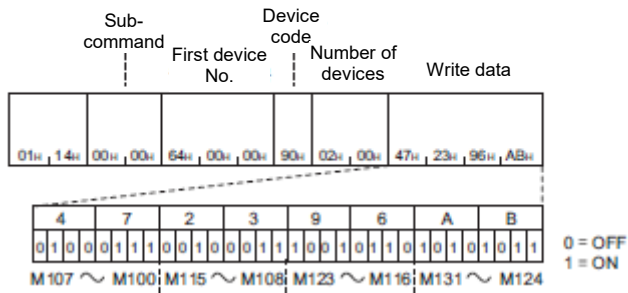 Sub-
command
First device
No.
Device
code
Number of
devices
Write data
01H 14H 00H 00H 64H 00H 00H 90H 02H 00H 47H 23H 96H ABH
4 7 2 3 9 6 A B
0 1 0 0 0 1 1 1 0 0 1 0 0 0 1 1 1 0 0 1 0 1 1 0 1 0 1 0 1 0 1 1
0 = OFF
1 = ON
M107 ~ M100 M115 ~ M108 M123 ~ M116 M131 ~ M124